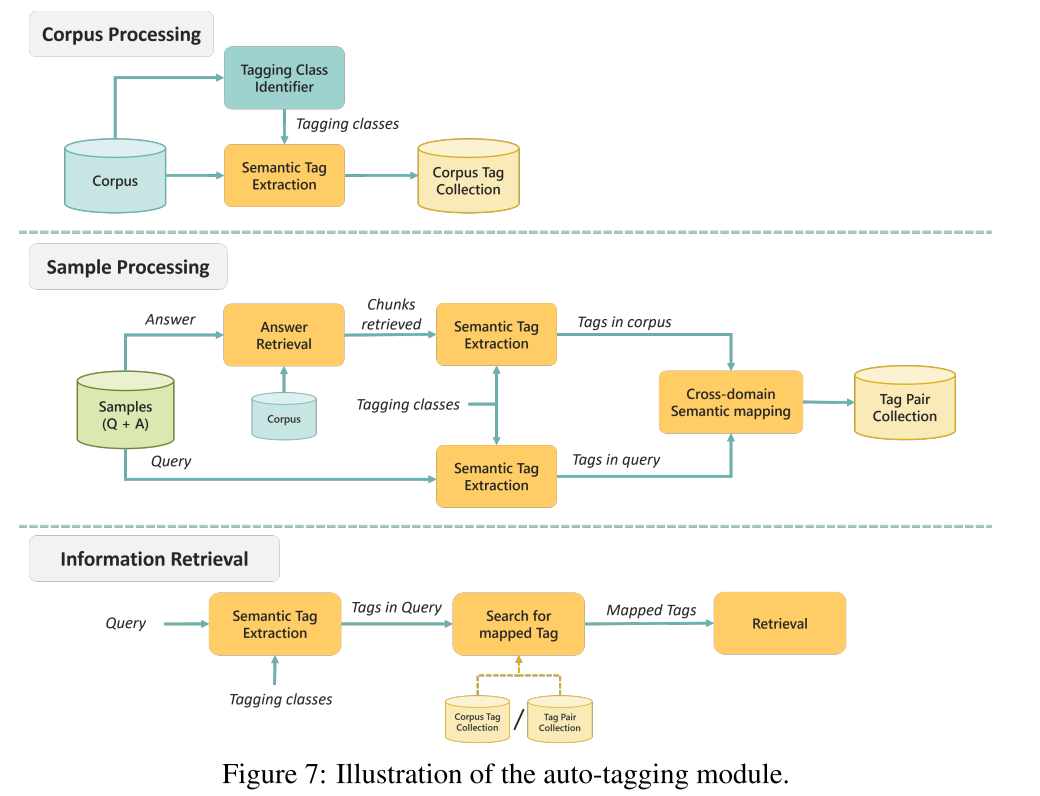 Corpus Processing
Tagging Class
Identifier
Tagging classes
Corpus
Semantic Tag
Extraction
Corpus Tag
Collection
Sample Processing
Answer
Answer
Retrieval
Chunks
retrieved
Semantic Tag
Extraction
Tags in corpus
Samples
(Q + A)
Corpus
Tagging classes
Cross-domain
Semantic mapping
Tag Pair
Collection
Query
Semantic Tag
Extraction
Tags in query
Information Retrieval
Query
Semantic Tag
Extraction
Tags in Query
Search for
mapped Tag
Mapped Tags
Retrieval
Tagging classes
Corpus Tag
Collection
/
Tag Pair
Collection
Figure 7: Illustration of the auto-tagging module.